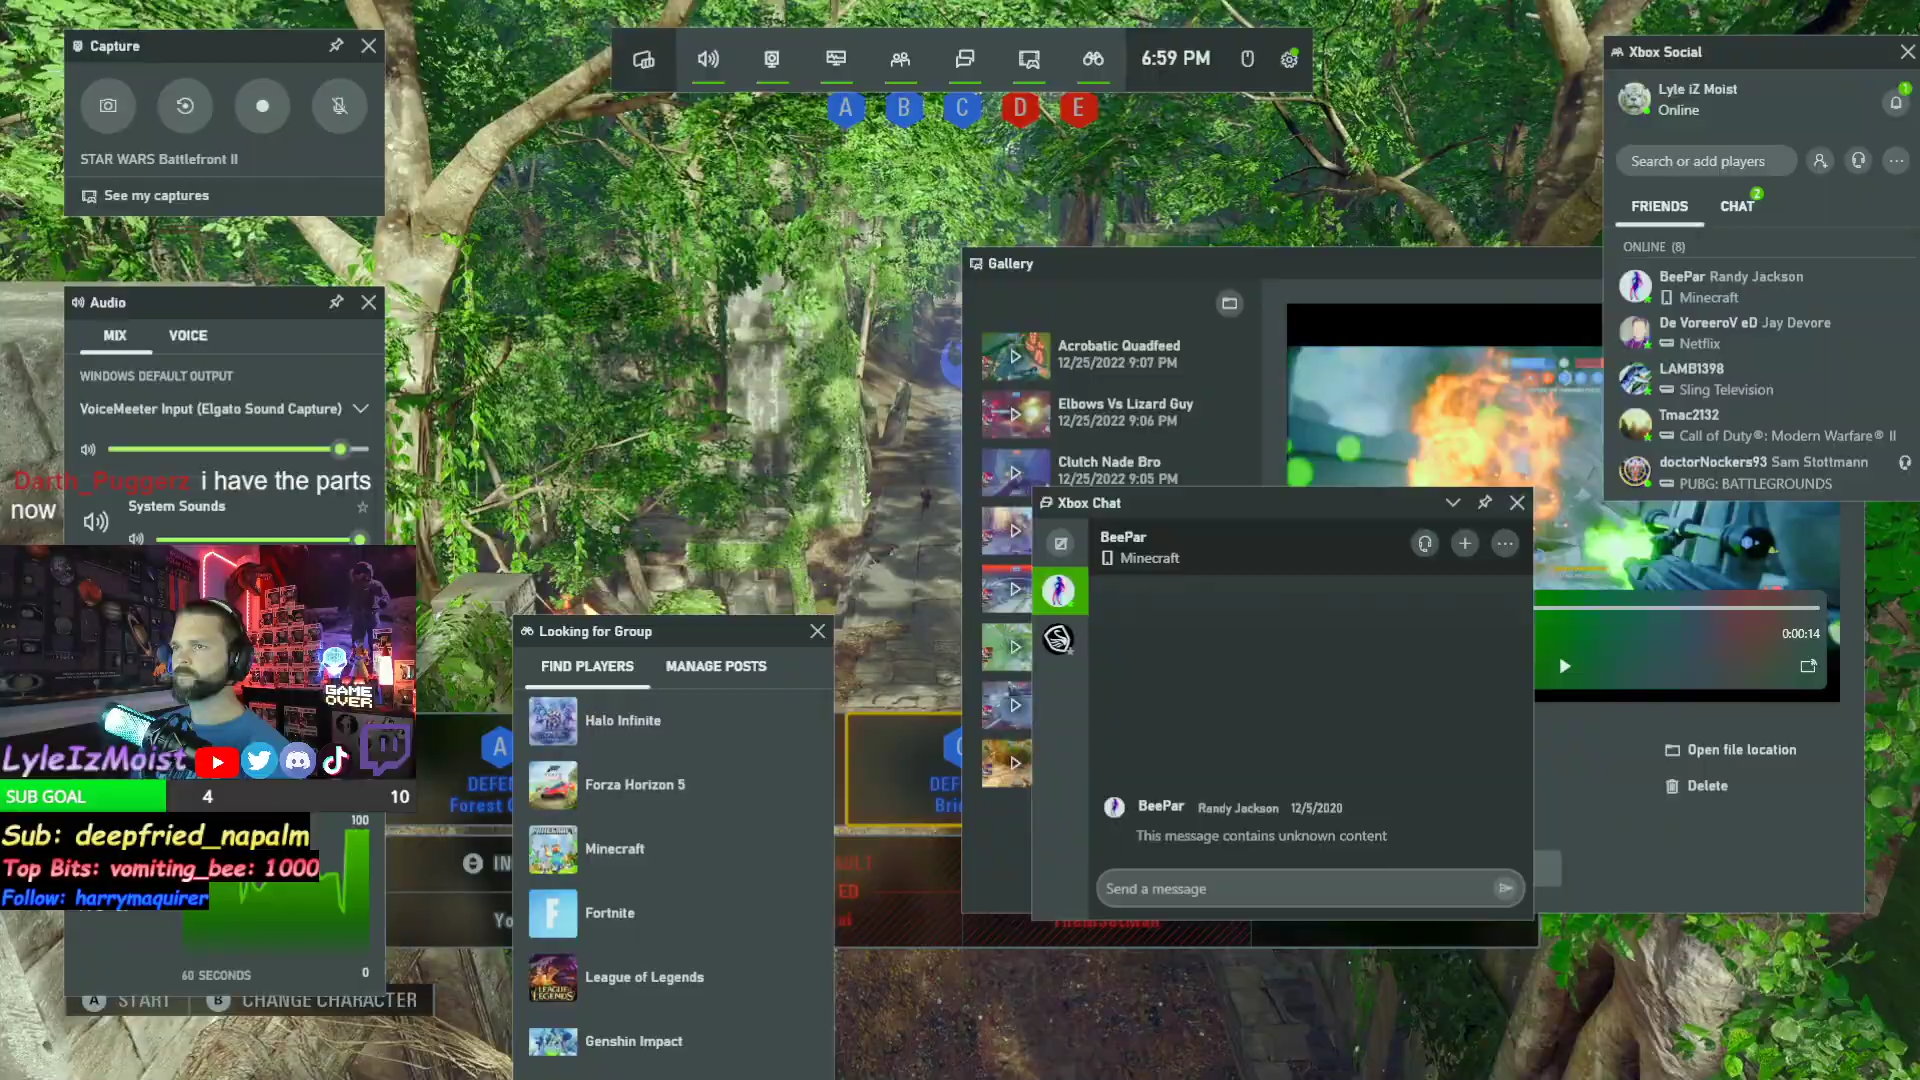 Capture
STAR WARS Battlefront II
See my captures
6:59 PM
A B C D E
Xbox Social
Lyle iZ Moist
Online
1
Search or add players
FRIENDS
CHAT
2
ONLINE (8)
BeePar Randy Jackson
Minecraft
De VoreeroV eD Jay Devore
Netflix
LAMB1398
Sling Television
Tmac2132
Call of Duty®: Modern Warfare® II
doctorNockers93 Sam Stottmann
PUBG: BATTLEGROUNDS
Audio
MIX
VOICE
WINDOWS DEFAULT OUTPUT
VoiceMeeter Input (Elgato Sound Capture)
Darth_Puggerz i have the parts
now
System Sounds
Gallery
Acrobatic Quadfeed
12/25/2022 9:07 PM
Elbows Vs Lizard Guy
12/25/2022 9:06 PM
Clutch Nade Bro
12/25/2022 9:05 PM
0:00:14
Open file location
Delete
Xbox Chat
BeePar
Minecraft
BeePar Randy Jackson 12/5/2020
This message contains unknown content
Send a message
Looking for Group
FIND PLAYERS
MANAGE POSTS
Halo Infinite
Forza Horizon 5
Minecraft
Fortnite
League of Legends
Genshin Impact
GAME
OVER
LyleIzMoist
SUB GOAL
4
10
Sub: deepfried_napalm
Top Bits: vomiting_bee: 1000
Follow: harrymaquirer
100
60 SECONDS
0
A START
B CHANGE CHARACTER
A
DEFE
Forest
DEF
Bri